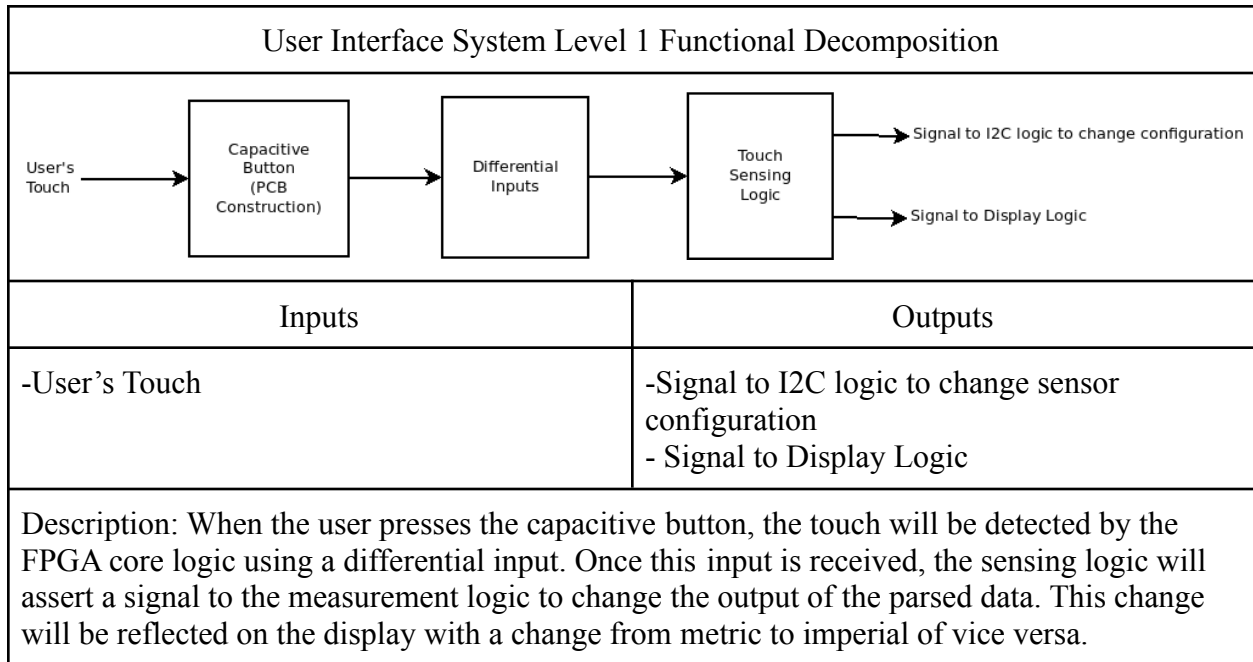 User Interface System Level 1 Functional Decomposition
User's
Touch
Capacitive
Button
(PCB
Construction)
Differential
Inputs
Touch
Sensing
Logic
Signal to I2C logic to change configuration
Signal to Display Logic
Inputs
Outputs
-User’s Touch
-Signal to I2C logic to change sensor
configuration
- Signal to Display Logic
Description: When the user presses the capacitive button, the touch will be detected by the
FPGA core logic using a differential input. Once this input is received, the sensing logic will
assert a signal to the measurement logic to change the output of the parsed data. This change
will be reflected on the display with a change from metric to imperial of vice versa.